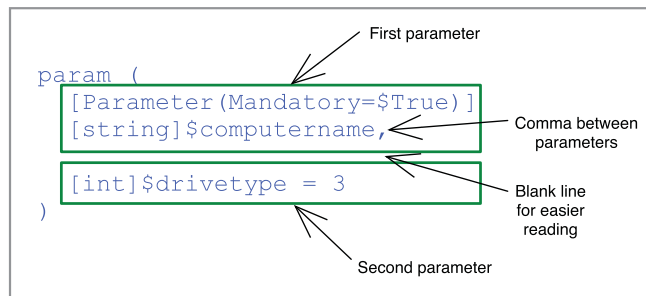 First parameter
param (
[Parameter(Mandatory=$True)]
[string]$computername,
Comma between
parameters
[int]$drivetype = 3
Blank line
for easier
reading
)
Second parameter